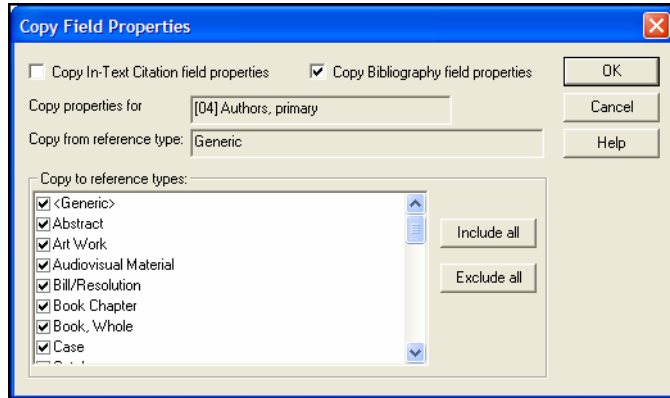 Copy Field Properties
Copy In-Text Citation field properties
Copy Bibliography field properties
OK
Copy properties for
[04] Authors, primary
Cancel
Copy from reference type:
Generic
Help
Copy to reference types:
<Generic>
Abstract
Art Work
Audiovisual Material
Bill/Resolution
Book Chapter
Book, Whole
Case
Include all
Exclude all